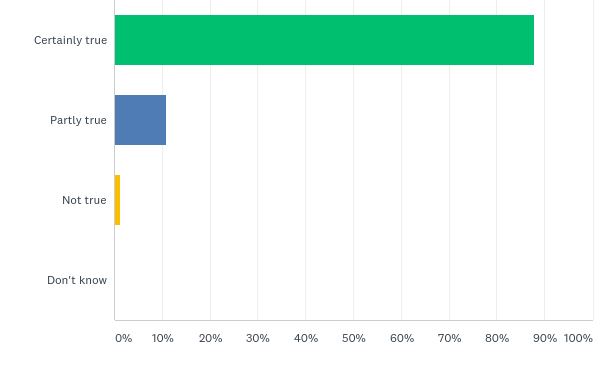 Certainly true
Partly true
Not true
Don't know
0% 10% 20% 30% 40% 50% 60% 70% 80% 90% 100%